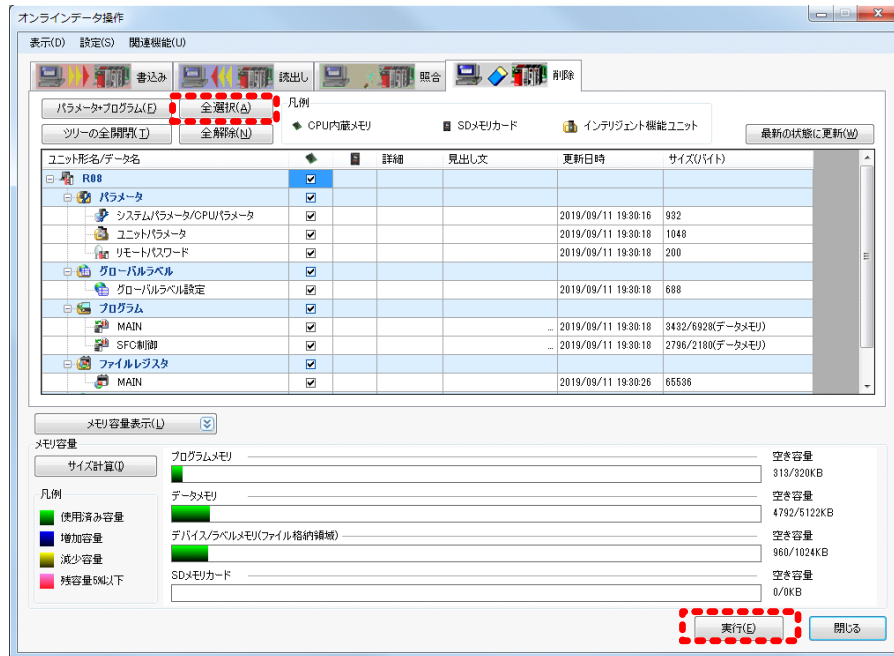 オンラインデータ操作
表示(D) 設定(S) 関連機能(U)
書込み 読出し 照合 削除
パラメータ+プログラム(F) 全選択(A) 凡例
CPU内蔵メモリ SDメモリカード インテリジェント機能ユニット
ツリーの全開閉(T) 全解除(N) 最新の状態に更新(W)
ユニット形名/データ名 詳細 見出し文 更新日時 サイズ(バイト)
R08
パラメータ
システムパラメータ/CPUパラメータ 2019/09/11 19:30:16 932
ユニットパラメータ 2019/09/11 19:30:18 1048
リモートパスワード 2019/09/11 19:30:18 200
グローバルラベル
グローバルラベル設定 2019/09/11 19:30:18 688
プログラム
MAIN ... 2019/09/11 19:30:18 3432/6928(データメモリ)
SFC制御 ... 2019/09/11 19:30:18 2796/2180(データメモリ)
ファイルレジスタ
MAIN 2019/09/11 19:30:26 65536
メモリ容量表示(L)
メモリ容量
サイズ計算(I)
凡例
使用済み容量
増加容量
減少容量
残容量5%以下
プログラムメモリ 空き容量
313/320KB
データメモリ 空き容量
4792/5122KB
デバイス/ラベルメモリ(ファイル格納領域) 空き容量
960/1024KB
SDメモリカード 空き容量
0/0KB
実行(E) 閉じる